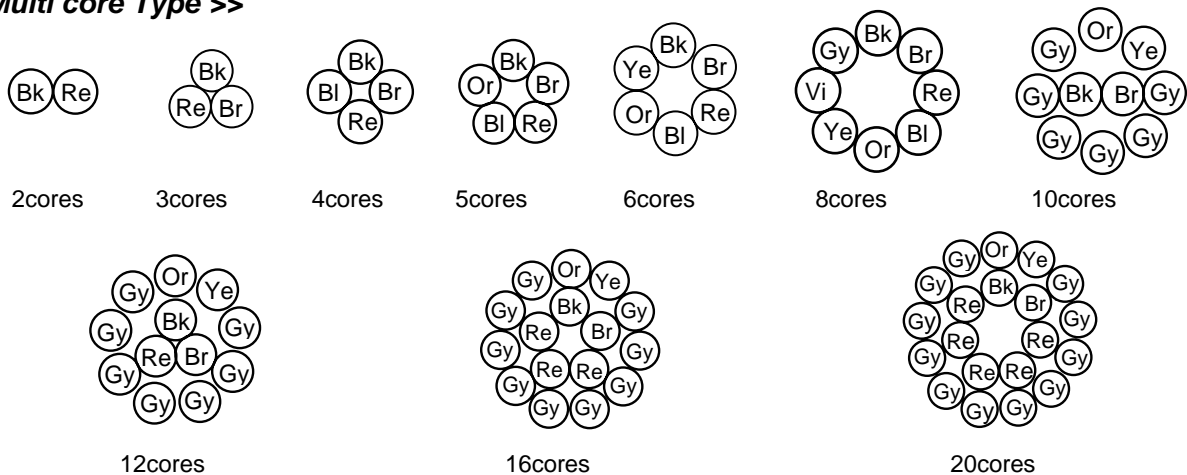 Multi core Type >>
Bk Re
2cores
Bk
Re Br
3cores
Bk
Bl Br
Re
4cores
Bk
Or Br
Bl Re
5cores
Bk
Ye Br
Or Re
Bl
6cores
Bk
Gy Br
Vi Re
Ye Bl
Or
8cores
Or
Gy Ye
Gy Bk Br Gy
Gy Gy
Gy
10cores
Or
Gy Ye
Bk
Gy Gy
Re Br
Gy Gy
Gy Gy
12cores
Or
Gy Ye
Bk
Gy Gy
Re Br
Gy Gy
Re Re
Gy Gy
Gy Gy
16cores
Or
Gy Ye
Gy Bk Gy
Re Br
Gy Gy
Re Re
Gy Gy
Re Re
Gy Gy
Gy Gy
20cores